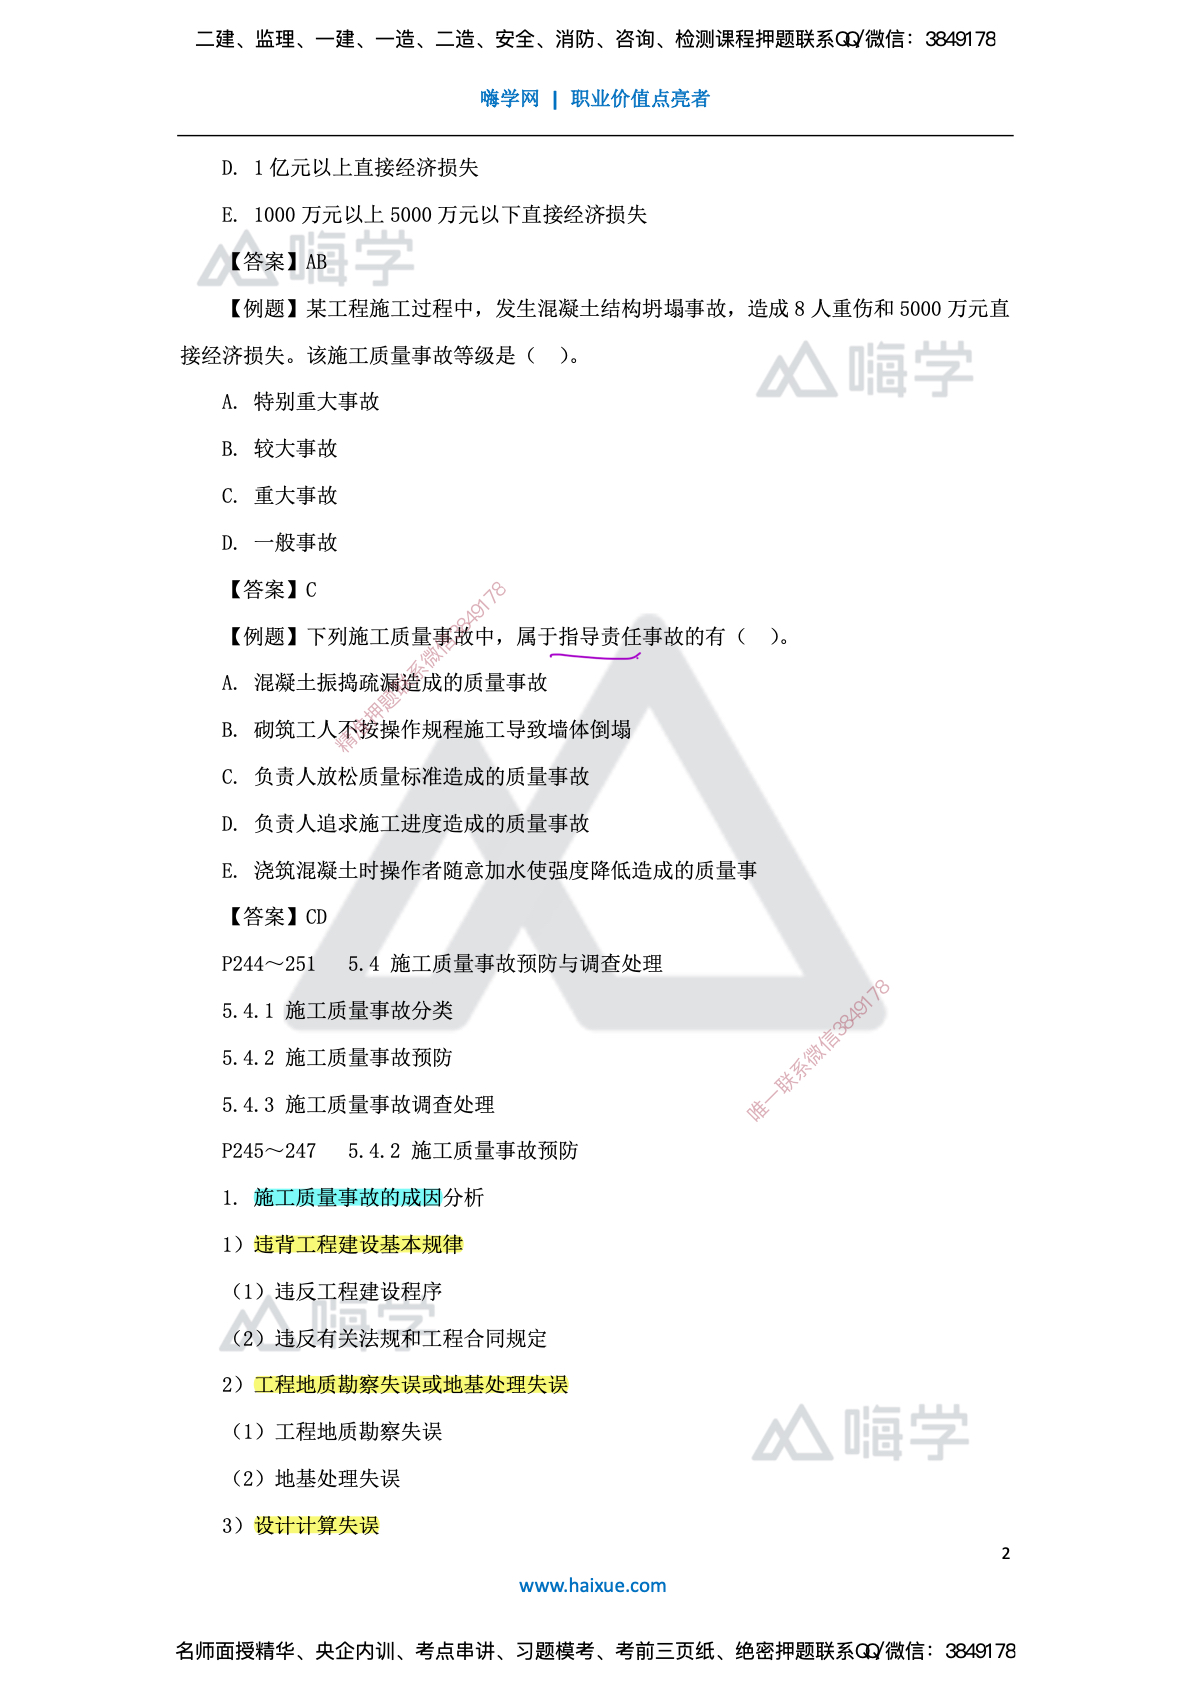 二建、监理、一建、一造、二造、安全、消防、咨询、检测课程押题联系QQ/微信：3849178
嗨学网 | 职业价值点亮者
D. 1 亿元以上直接经济损失
E. 1000 万元以上 5000 万元以下直接经济损失
嗨学
【答案】AB
【例题】某工程施工过程中，发生混凝土结构坍塌事故，造成 8 人重伤和 5000 万元直
接经济损失。该施工质量事故等级是（ ）。
嗨学
A. 特别重大事故
B. 较大事故
C. 重大事故
D. 一般事故
【答案】C
【例题】下列施工质量事故中，属于指导责任事故的有（ ）。
精准押题联系微信3849178
A. 混凝土振捣疏漏造成的质量事故
B. 砌筑工人不按操作规程施工导致墙体倒塌
C. 负责人放松质量标准造成的质量事故
D. 负责人追求施工进度造成的质量事故
E. 浇筑混凝土时操作者随意加水使强度降低造成的质量事
【答案】CD
P244～251 5.4 施工质量事故预防与调查处理
5.4.1 施工质量事故分类
5.4.2 施工质量事故预防
唯一联系微信3849178
5.4.3 施工质量事故调查处理
P245～247 5.4.2 施工质量事故预防
1. 施工质量事故的成因分析
1）违背工程建设基本规律
（1）违反工程建设程序
嗨学
（2）违反有关法规和工程合同规定
2）工程地质勘察失误或地基处理失误
（1）工程地质勘察失误
嗨学
（2）地基处理失误
3）设计计算失误
2
www.haixue.com
名师面授精华、央企内训、考点串讲、习题模考、考前三页纸、绝密押题联系QQ/微信：3849178